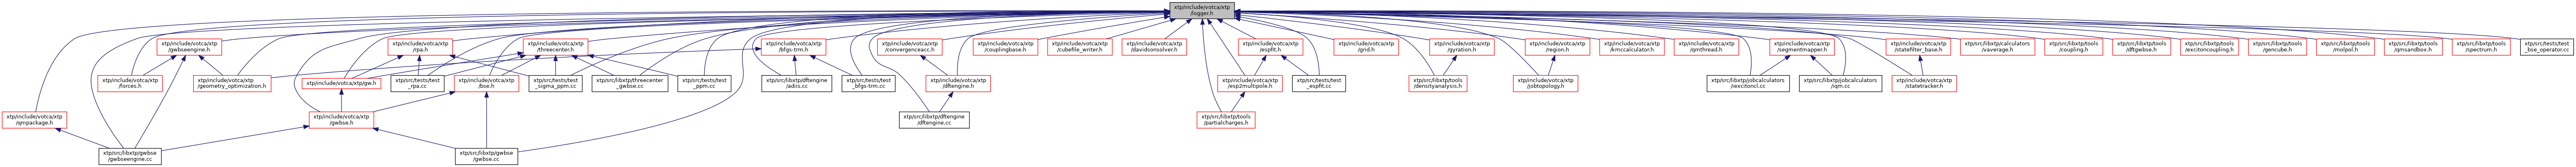 xtp/include/votca/xtp
/logger.h
xtp/include/votca/xtp
/gwbseengine.h
xtp/include/votca/xtp
/rpa.h
xtp/include/votca/xtp
/threecenter.h
xtp/include/votca/xtp
/bfgs-trm.h
xtp/include/votca/xtp
/convergenceacc.h
xtp/include/votca/xtp
/couplingbase.h
xtp/include/votca/xtp
/cubefile_writer.h
xtp/include/votca/xtp
/davidsonsolver.h
xtp/include/votca/xtp
/espfit.h
xtp/include/votca/xtp
/grid.h
xtp/include/votca/xtp
/gyration.h
xtp/include/votca/xtp
/region.h
xtp/include/votca/xtp
/kmccalculator.h
xtp/include/votca/xtp
/qmthread.h
xtp/include/votca/xtp
/segmentmapper.h
xtp/include/votca/xtp
/statefilter_base.h
xtp/src/libxtp/calculators
/vaverage.h
xtp/src/libxtp/tools
/coupling.h
xtp/src/libxtp/tools
/dftgwbse.h
xtp/src/libxtp/tools
/excitoncoupling.h
xtp/src/libxtp/tools
/gencube.h
xtp/src/libxtp/tools
/molpol.h
xtp/src/libxtp/tools
/qmsandbox.h
xtp/src/libxtp/tools
/spectrum.h
xtp/src/tests/test
_bse_operator.cc
xtp/include/votca/xtp
/forces.h
xtp/include/votca/xtp
/geometry_optimization.h
xtp/include/votca/xtp/gw.h
xtp/src/tests/test
_rpa.cc
xtp/include/votca/xtp
/bse.h
xtp/src/tests/test
_sigma_ppm.cc
xtp/src/libxtp/threecenter
_gwbse.cc
xtp/src/tests/test
_ppm.cc
xtp/src/libxtp/dftengine
/adiis.cc
xtp/src/tests/test
_bfgs-trm.cc
xtp/include/votca/xtp
/dftengine.h
xtp/include/votca/xtp
/esp2multipole.h
xtp/src/tests/test
_espfit.cc
xtp/src/libxtp/tools
/densityanalysis.h
xtp/include/votca/xtp
/jobtopology.h
xtp/src/libxtp/jobcalculators
/iexcitoncl.cc
xtp/src/libxtp/jobcalculators
/iqm.cc
xtp/include/votca/xtp
/statetracker.h
xtp/include/votca/xtp
/qmpackage.h
xtp/include/votca/xtp
/gwbse.h
xtp/src/libxtp/dftengine
/dftengine.cc
xtp/src/libxtp/tools
/partialcharges.h
xtp/src/libxtp/gwbse
/gwbseengine.cc
xtp/src/libxtp/gwbse
/gwbse.cc